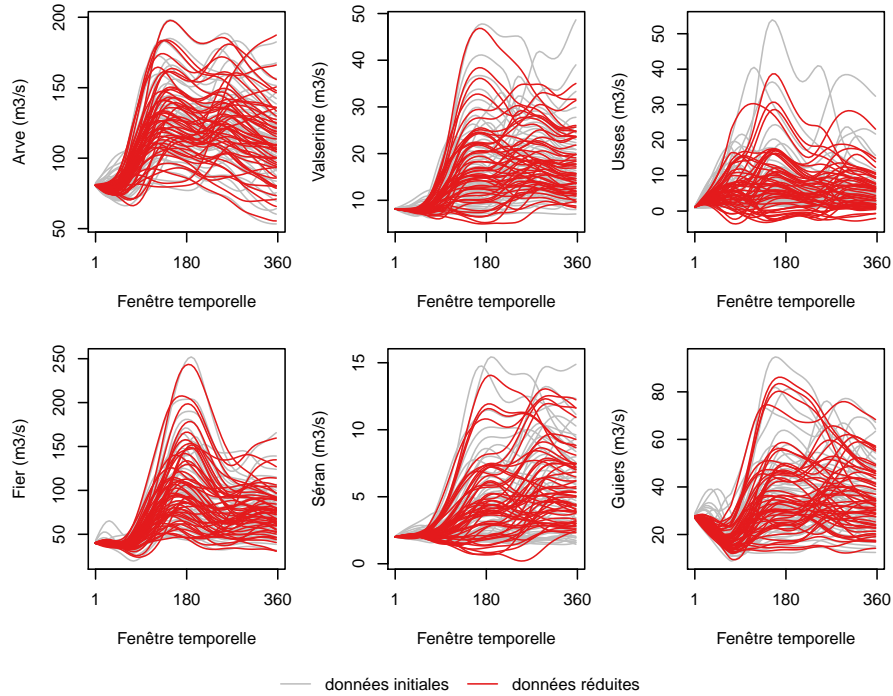 Arve (m3/s)
50 100 150 200
1 180 360
Fenêtre temporelle
Valserine (m3/s)
10 20 30 40 50
1 180 360
Fenêtre temporelle
Usses (m3/s)
0 10 20 30 40 50
1 180 360
Fenêtre temporelle
Fier (m3/s)
50 100 150 200 250
1 180 360
Fenêtre temporelle
Séran (m3/s)
0 5 10 15
1 180 360
Fenêtre temporelle
Guiers (m3/s)
20 40 60 80
1 180 360
Fenêtre temporelle
données initiales données réduites